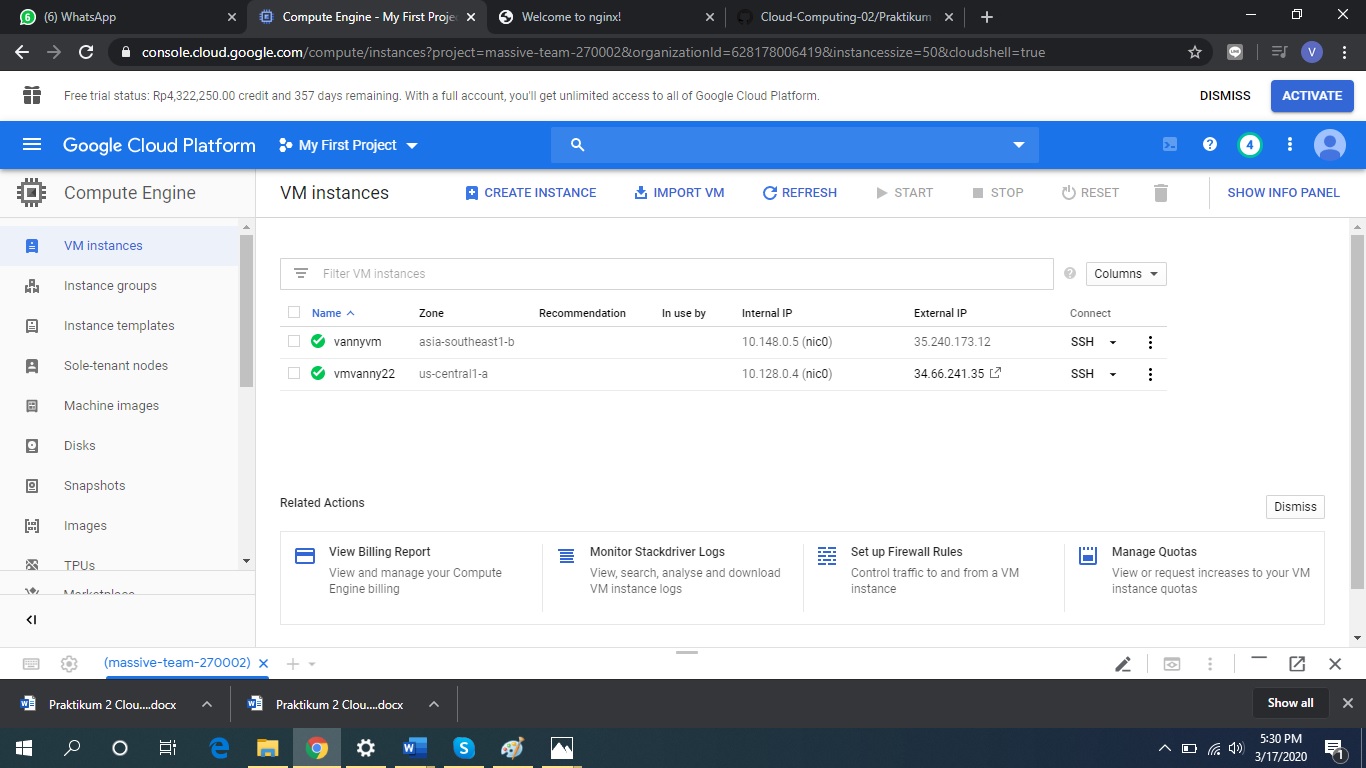 (6) WhatsApp
Compute Engine - My First Proje
Welcome to nginx!
Cloud-Computing-02/Praktikum
console.cloud.google.com/compute/instances?project=massive-team-270002&organizationId=628178006419&instancessize=50&cloudshell=true
V
Free trial status: Rp4,322,250.00 credit and 357 days remaining. With a full account, you'll get unlimited access to all of Google Cloud Platform.
DISMISS
ACTIVATE
Google Cloud Platform
My First Project
4
Compute Engine
VM instances
CREATE INSTANCE
IMPORT VM
REFRESH
START
STOP
RESET
SHOW INFO PANEL
VM instances
Instance groups
Instance templates
Sole-tenant nodes
Machine images
Disks
Snapshots
Images
TPUs
Marketplace
Filter VM instances
Columns
Name Zone Recommendation In use by Internal IP External IP Connect
vannyvm asia-southeast1-b 10.148.0.5 (nic0) 35.240.173.12 SSH
vmvanny22 us-central1-a 10.128.0.4 (nic0) 34.66.241.35 SSH
Related Actions
Dismiss
View Billing Report
View and manage your Compute
Engine billing
Monitor Stackdriver Logs
View, search, analyse and download
VM instance logs
Set up Firewall Rules
Control traffic to and from a VM
instance
Manage Quotas
View or request increases to your VM
instance quotas
(massive-team-270002)
Praktikum 2 Clou....docx
Praktikum 2 Clou....docx
Show all
5:30 PM
3/17/2020
1